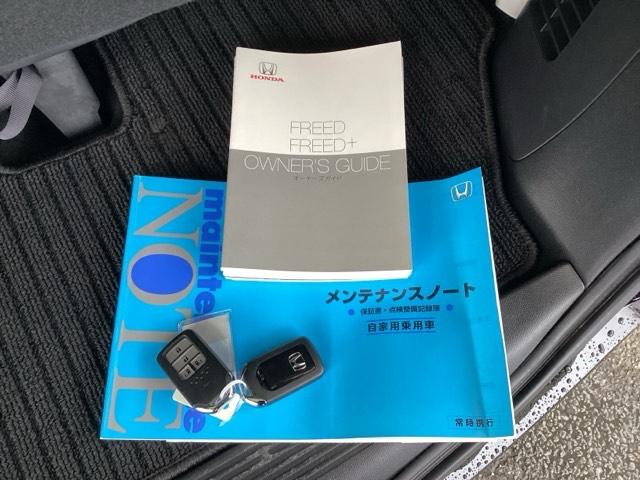 HONDA
FREED
FREED+
OWNER'S GUIDE
オーナーズガイド
mainte
NOTE
メンテナンスノート
保証書・点検整備記録簿
自家用乗用車
常時携行